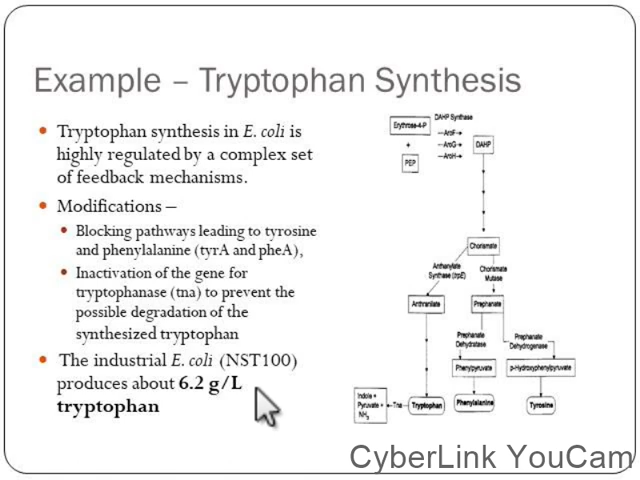 Example – Tryptophan Synthesis
• Tryptophan synthesis in E. coli is
highly regulated by a complex set
of feedback mechanisms.
• Modifications –
• Blocking pathways leading to tyrosine
and phenylalanine (tyrA and pheA),
• Inactivation of the gene for
tryptophanase (tna) to prevent the
possible degradation of the
synthesized tryptophan
• The industrial E. coli (NST100)
produces about 6.2 g/L
tryptophan
DAHP Synthase
Erythrose-4-P
—AroF→
+
—AroG→
DAHP
—AroH→
PEP
Chorismate
Anthanylate
Synthase (trpE)
Chorismate
Mutase
Anthranilate
Prephanate
Prephanate
Dehydratase
Prephanate
Dehydrogenase
Phenylpyruvate
p-Hydroxyphenylpyruvate
Indole +
Pyruvate +
NH3
Tna
Tryptophan
Phenylalanine
Tyrosine
CyberLink YouCam